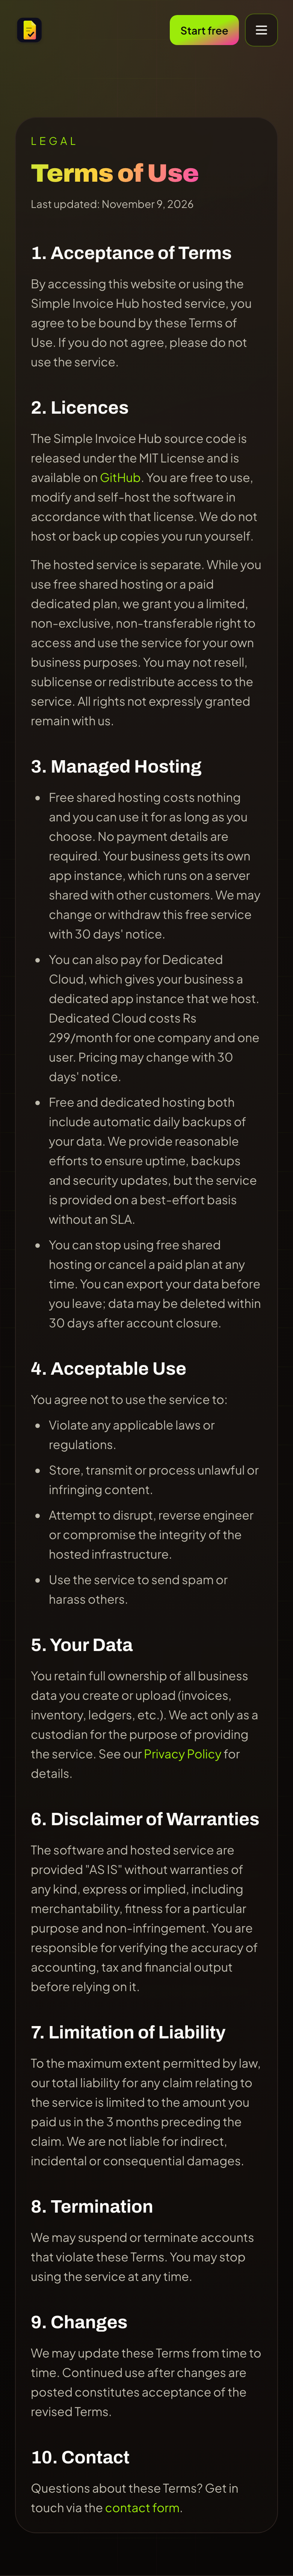 Start free
LEGAL
Terms of Use
Last updated: November 9, 2026
1. Acceptance of Terms
By accessing this website or using the
Simple Invoice Hub hosted service, you
agree to be bound by these Terms of
Use. If you do not agree, please do not
use the service.
2. Licences
The Simple Invoice Hub source code is
released under the MIT License and is
available on GitHub. You are free to use,
modify and self-host the software in
accordance with that license. We do not
host or back up copies you run yourself.
The hosted service is separate. While you
use free shared hosting or a paid
dedicated plan, we grant you a limited,
non-exclusive, non-transferable right to
access and use the service for your own
business purposes. You may not resell,
sublicense or redistribute access to the
service. All rights not expressly granted
remain with us.
3. Managed Hosting
• Free shared hosting costs nothing
and you can use it for as long as you
choose. No payment details are
required. Your business gets its own
app instance, which runs on a server
shared with other customers. We may
change or withdraw this free service
with 30 days' notice.
• You can also pay for Dedicated
Cloud, which gives your business a
dedicated app instance that we host.
Dedicated Cloud costs Rs
299/month for one company and one
user. Pricing may change with 30
days' notice.
• Free and dedicated hosting both
include automatic daily backups of
your data. We provide reasonable
efforts to ensure uptime, backups
and security updates, but the service
is provided on a best-effort basis
without an SLA.
• You can stop using free shared
hosting or cancel a paid plan at any
time. You can export your data before
you leave; data may be deleted within
30 days after account closure.
4. Acceptable Use
You agree not to use the service to:
• Violate any applicable laws or
regulations.
• Store, transmit or process unlawful or
infringing content.
• Attempt to disrupt, reverse engineer
or compromise the integrity of the
hosted infrastructure.
• Use the service to send spam or
harass others.
5. Your Data
You retain full ownership of all business
data you create or upload (invoices,
inventory, ledgers, etc.). We act only as a
custodian for the purpose of providing
the service. See our Privacy Policy for
details.
6. Disclaimer of Warranties
The software and hosted service are
provided "AS IS" without warranties of
any kind, express or implied, including
merchantability, fitness for a particular
purpose and non-infringement. You are
responsible for verifying the accuracy of
accounting, tax and financial output
before relying on it.
7. Limitation of Liability
To the maximum extent permitted by law,
our total liability for any claim relating to
the service is limited to the amount you
paid us in the 3 months preceding the
claim. We are not liable for indirect,
incidental or consequential damages.
8. Termination
We may suspend or terminate accounts
that violate these Terms. You may stop
using the service at any time.
9. Changes
We may update these Terms from time to
time. Continued use after changes are
posted constitutes acceptance of the
revised Terms.
10. Contact
Questions about these Terms? Get in
touch via the contact form.